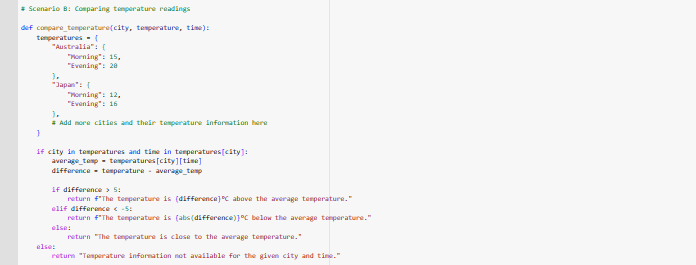 # Scenario B: Comparing temperature readings
def compare_temperature(city, temperature, time):
temperatures = {
"Australia": {
"Morning": 15,
"Evening": 20
},
"Japan": {
"Morning": 12,
"Evening": 16
},
# Add more cities and their temperature information here
}
if city in temperatures and time in temperatures[city]:
average_temp = temperatures[city][time]
difference = temperature - average_temp
if difference > 5:
return f"The temperature is {difference}°C above the average temperature."
elif difference < -5:
return f"The temperature is {abs(difference)}°C below the average temperature."
else:
return "The temperature is close to the average temperature."
else:
return "Temperature information not available for the given city and time."